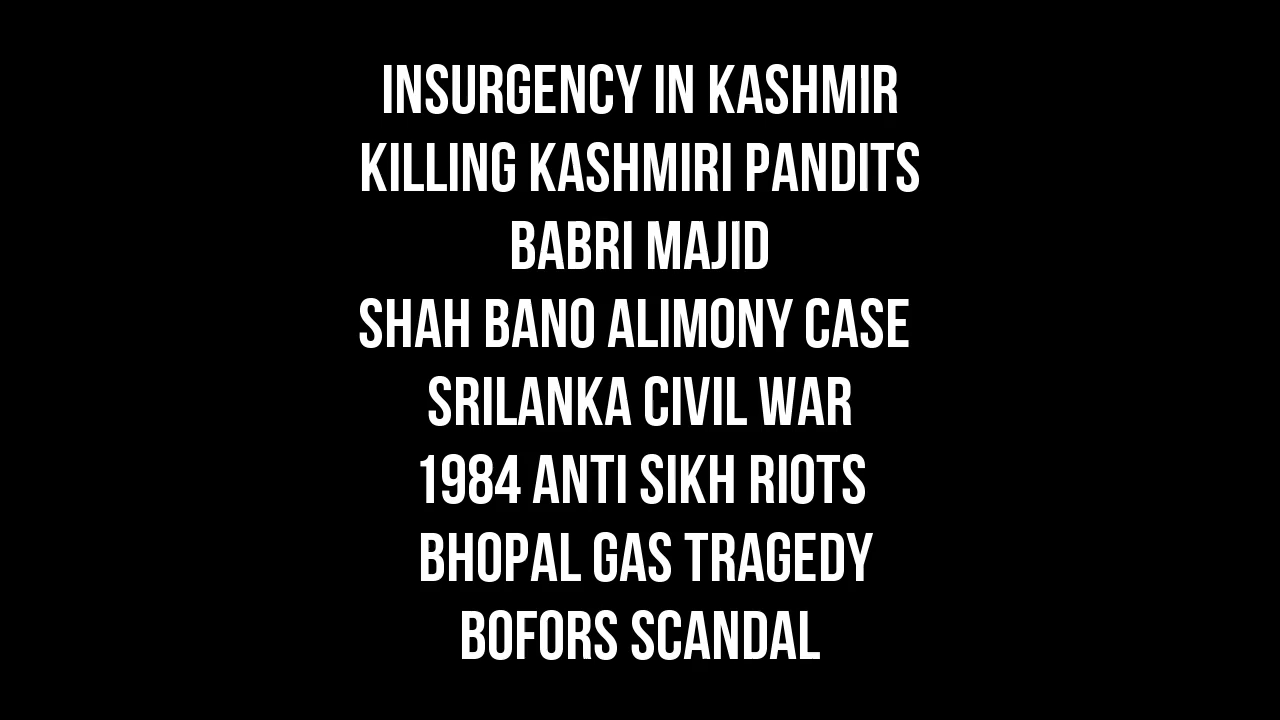 INSURGENCY IN KASHMIR
KILLING KASHMIRI PANDITS
BABRI MAJID
SHAH BANO ALIMONY CASE
SRILANKA CIVIL WAR
1984 ANTI SIKH RIOTS
BHOPAL GAS TRAGEDY
BOFORS SCANDAL